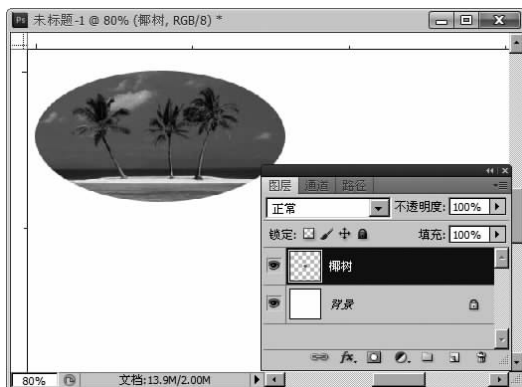 Ps 未标题-1 @ 80% (椰树, RGB/8) *
图层 通道 路径
正常 不透明度: 100%
锁定: 填充: 100%
椰树
背景
fx.
80% 文档:13.9M/2.00M